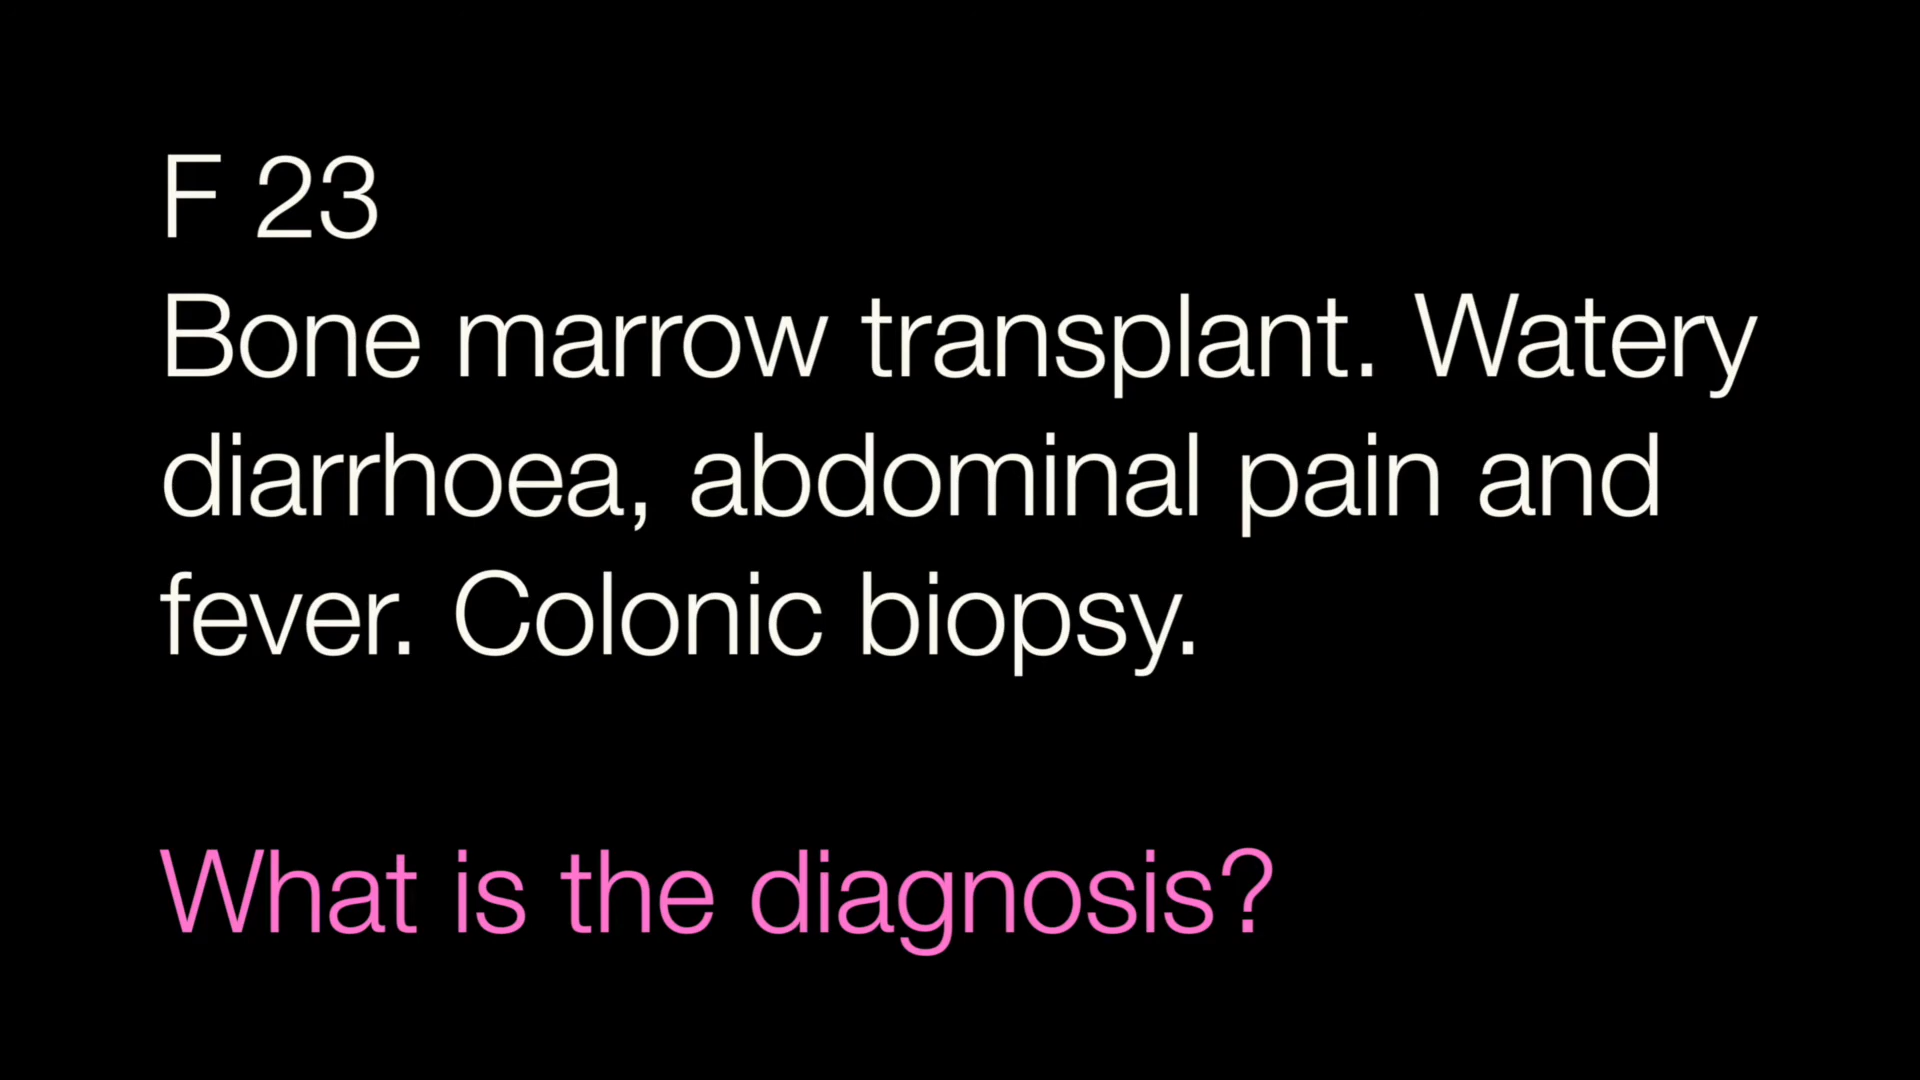 F 23
Bone marrow transplant. Watery
diarrhoea, abdominal pain and
fever. Colonic biopsy.
What is the diagnosis?